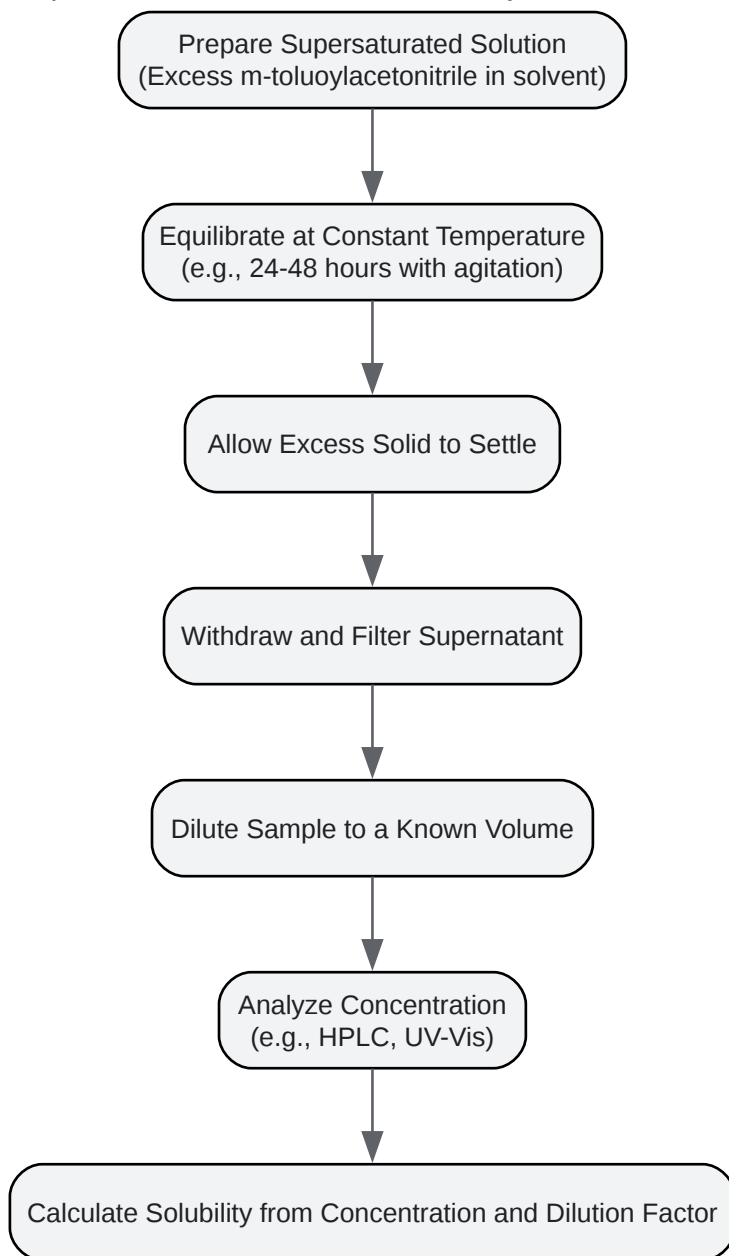 Prepare Supersaturated Solution
(Excess m-toluoylacetonitrile in solvent)
Equilibrate at Constant Temperature
(e.g., 24-48 hours with agitation)
Allow Excess Solid to Settle
Withdraw and Filter Supernatant
Dilute Sample to a Known Volume
Analyze Concentration
(e.g., HPLC, UV-Vis)
Calculate Solubility from Concentration and Dilution Factor